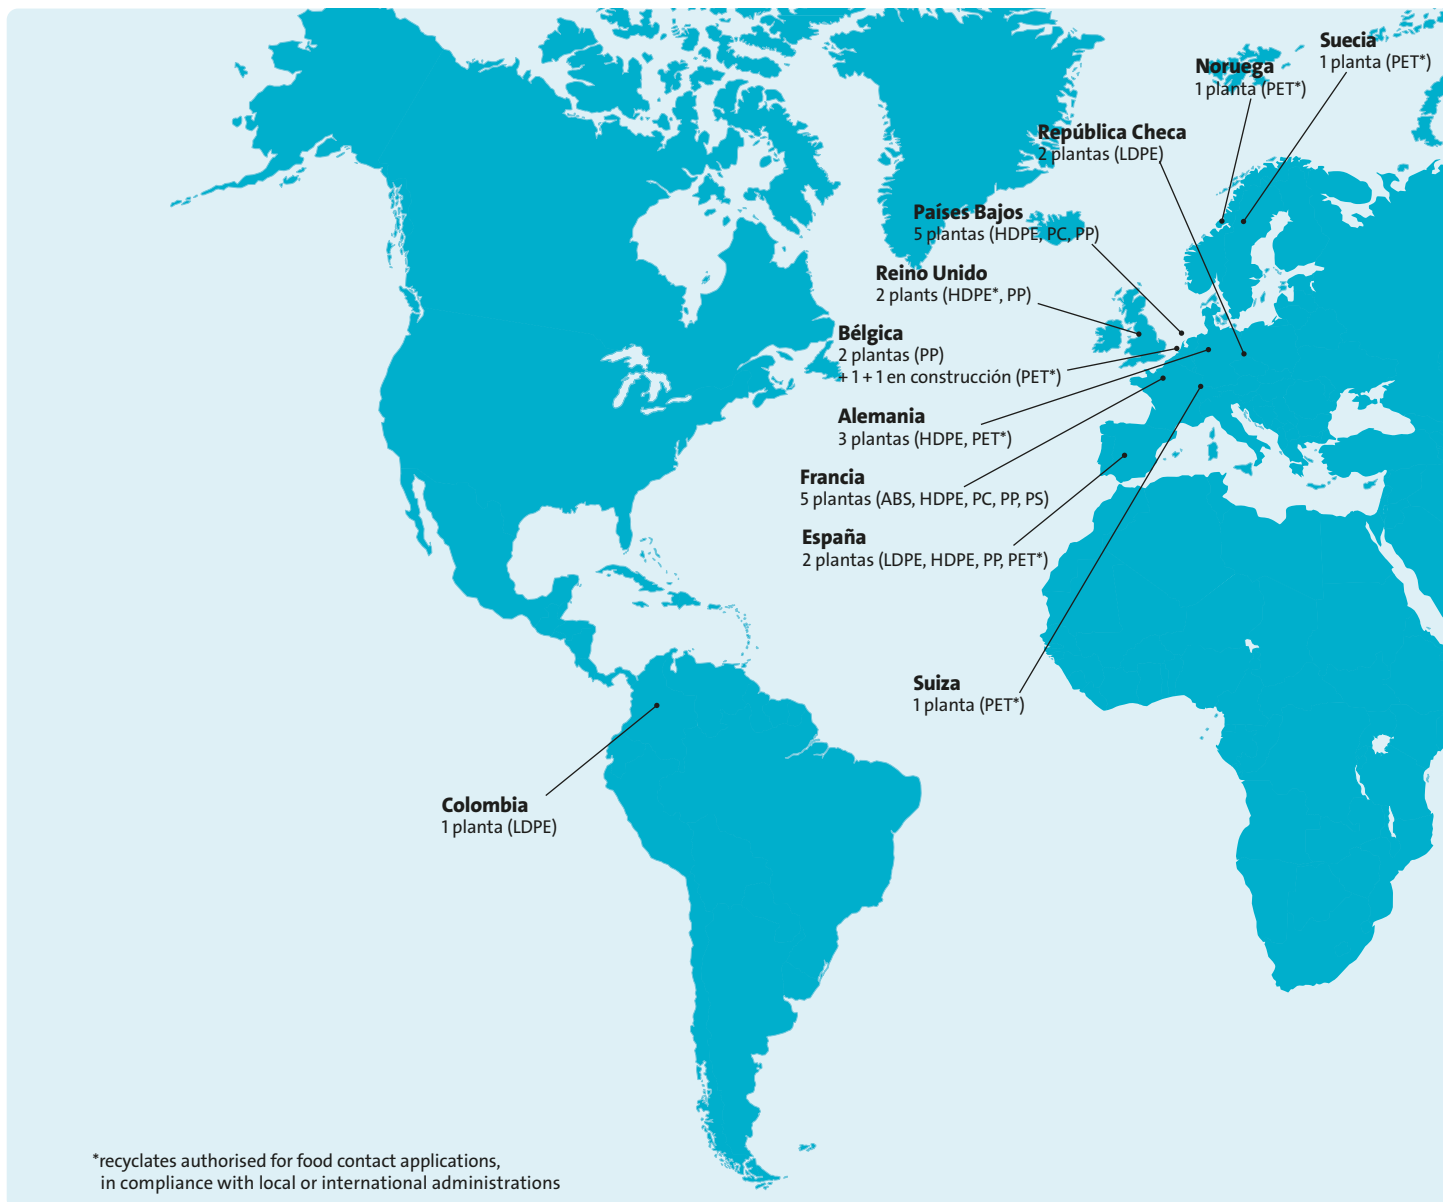 Suecia
1 planta (PET*)
Noruega
1 planta (PET*)
República Checa
2 plantas (LDPE)
Países Bajos
5 plantas (HDPE, PC, PP)
Reino Unido
2 plants (HDPE*, PP)
Bélgica
2 plantas (PP)
+ 1 + 1 en construcción (PET*)
Alemania
3 plantas (HDPE, PET*)
Francia
5 plantas (ABS, HDPE, PC, PP, PS)
España
2 plantas (LDPE, HDPE, PP, PET*)
Suiza
1 planta (PET*)
Colombia
1 planta (LDPE)
*recyclates authorised for food contact applications,
in compliance with local or international administrations